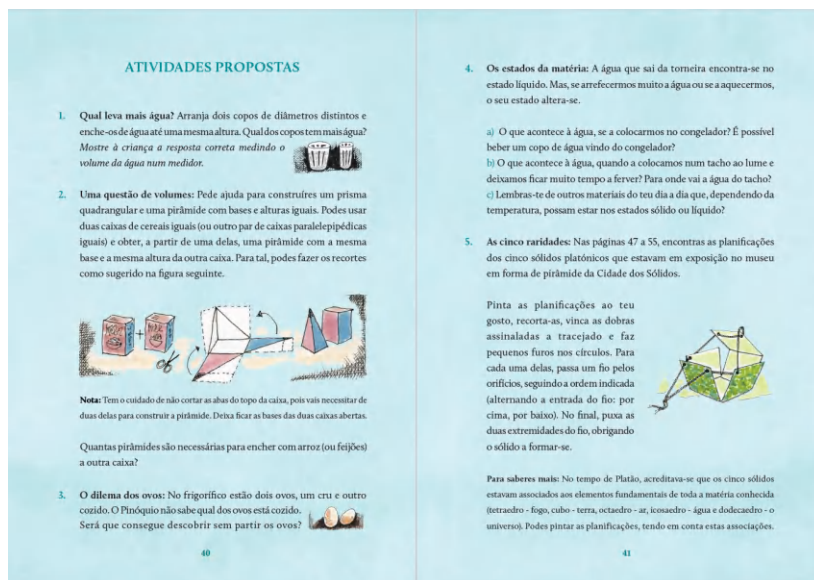 ATIVIDADES PROPOSTAS
1. Qual leva mais água? Arranja dois copos de diâmetros distintos e
enche-os de água até uma mesma altura. Qual dos copos tem mais água?
Mostre à criança a resposta correta medindo o
volume da água num medidor.
2. Uma questão de volumes: Pede ajuda para construíres um prisma
quadrangular e uma pirâmide com bases e alturas iguais. Podes usar
duas caixas de cereais iguais (ou outro par de caixas paralelepipédicas
iguais) e obter, a partir de uma delas, uma pirâmide com a mesma
base e a mesma altura da outra caixa. Para tal, podes fazer os recortes
como sugerido na figura seguinte.
Nota: Tem o cuidado de não cortar as abas do topo da caixa, pois vais necessitar de
duas delas para construir a pirâmide. Deixa ficar as bases das duas caixas abertas.
Quantas pirâmides são necessárias para encher com arroz (ou feijões)
a outra caixa?
3. O dilema dos ovos: No frigorífico estão dois ovos, um cru e outro
cozido. O Pinóquio não sabe qual dos ovos está cozido.
Será que consegue descobrir sem partir os ovos?
40
4. Os estados da matéria: A água que sai da torneira encontra-se no
estado líquido. Mas, se arrefecermos muito a água ou se a aquecermos,
o seu estado altera-se.
a) O que acontece à água, se a colocarmos no congelador? É possível
beber um copo de água vindo do congelador?
b) O que acontece à água, quando a colocamos num tacho ao lume e
deixamos ficar muito tempo a ferver? Para onde vai a água do tacho?
c) Lembras-te de outros materiais do teu dia a dia que, dependendo da
temperatura, possam estar nos estados sólido ou líquido?
5. As cinco raridades: Nas páginas 47 a 55, encontras as planificações
dos cinco sólidos platónicos que estavam em exposição no museu
em forma de pirâmide da Cidade dos Sólidos.
Pinta as planificações ao teu
gosto, recorta-as, vinca as dobras
assinaladas a tracejado e faz
pequenos furos nos círculos. Para
cada uma delas, passa um fio pelos
orifícios, seguindo a ordem indicada
(alternando a entrada do fio: por
cima, por baixo). No final, puxa as
duas extremidades do fio, obrigando
o sólido a formar-se.
Para saberes mais: No tempo de Platão, acreditava-se que os cinco sólidos
estavam associados aos elementos fundamentais de toda a matéria conhecida
(tetraedro - fogo, cubo - terra, octaedro - ar, icosaedro - água e dodecaedro - o
universo). Podes pintar as planificações, tendo em conta estas associações.
41